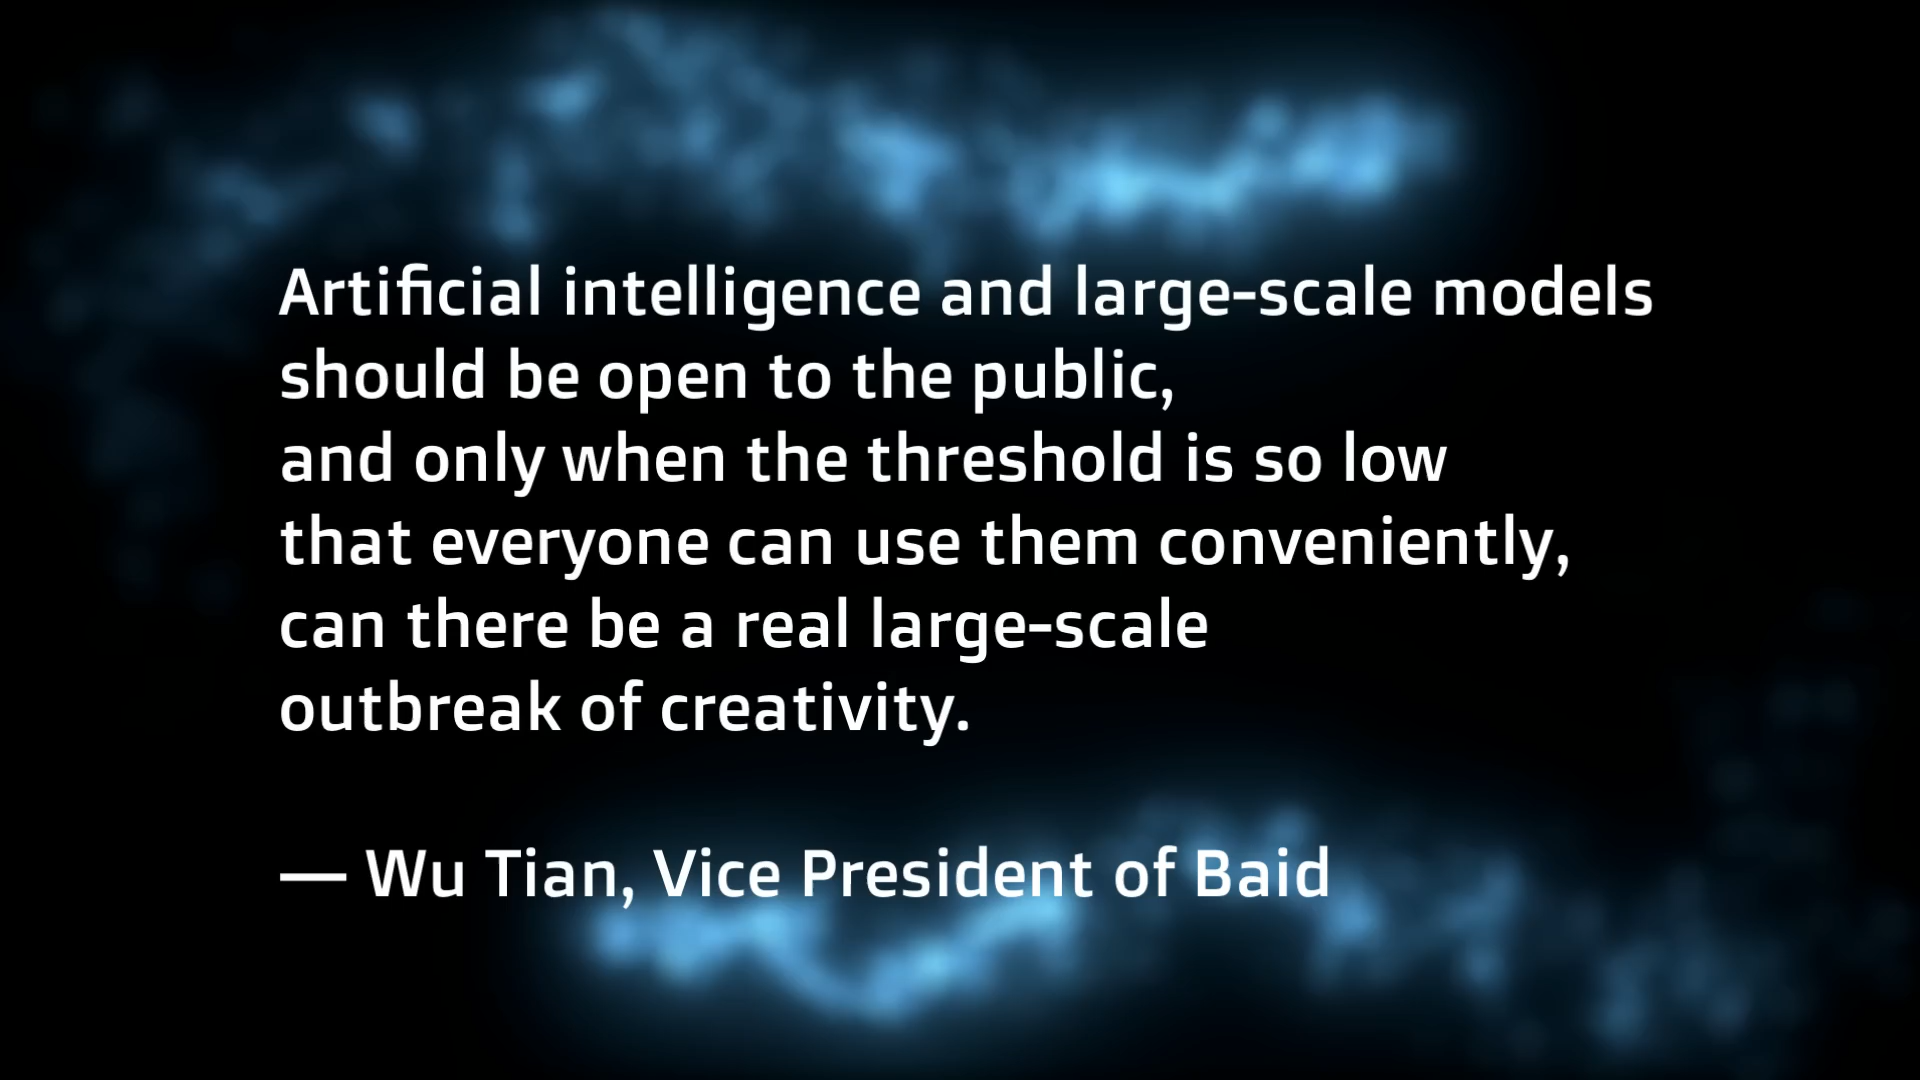 Artificial intelligence and large-scale models
should be open to the public,
and only when the threshold is so low
that everyone can use them conveniently,
can there be a real large-scale
outbreak of creativity.
— Wu Tian, Vice President of Baid